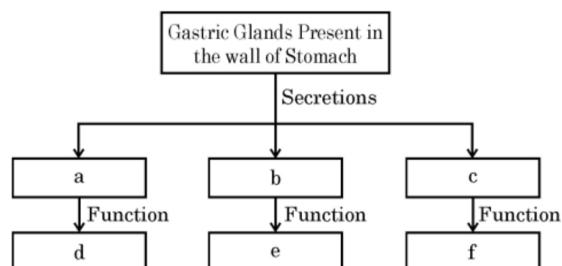 Gastric Glands Present in
the wall of Stomach
Secretions
a
b
c
Function
Function
Function
d
e
f